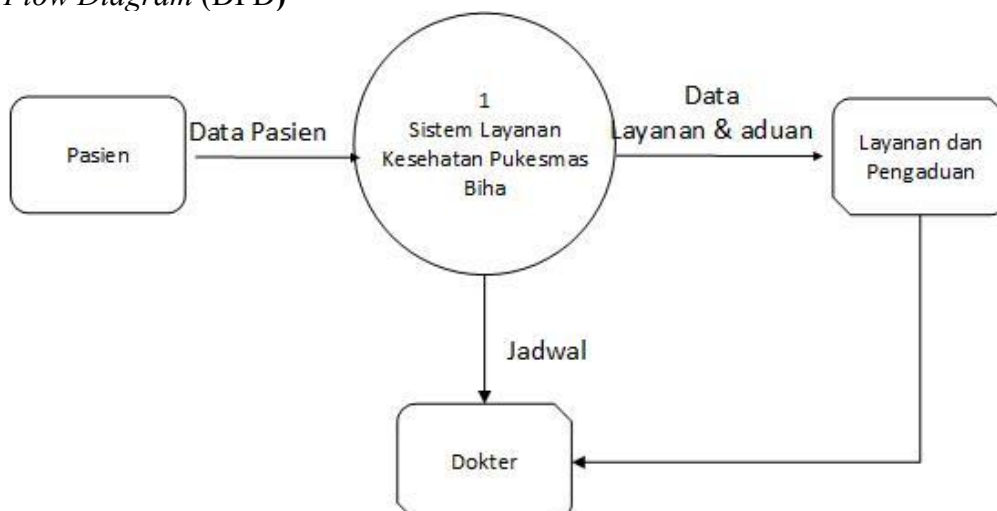 Flow Diagram (DFD)
Pasien
Data Pasien
1
Sistem Layanan
Kesehatan Pukesmas
Biha
Data
Layanan & aduan
Layanan dan
Pengaduan
Jadwal
Dokter